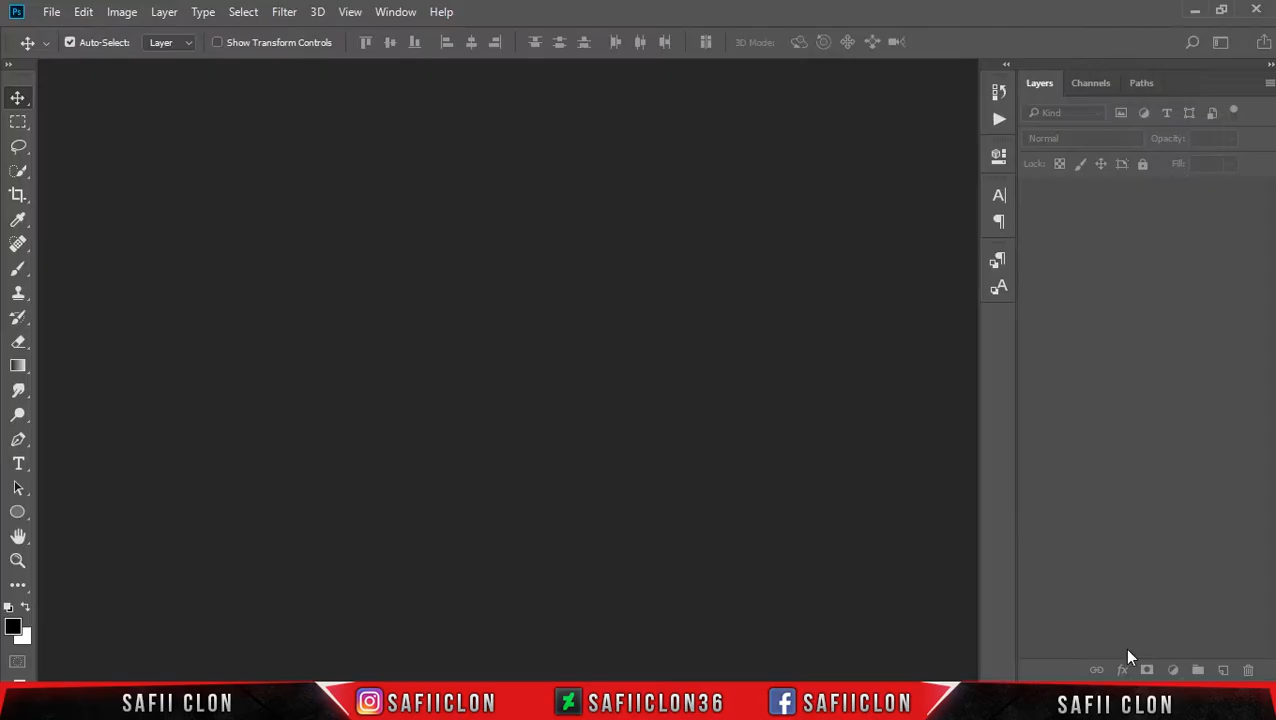 Ps File Edit Image Layer Type Select Filter 3D View Window Help
Auto-Select: Layer Show Transform Controls 3D Mode:
Layers Channels Paths
Kind
Normal Opacity:
Lock: Fill:
SAFII CLON SAFIICLON SAFIICLON36 SAFIICLON SAFII CLON